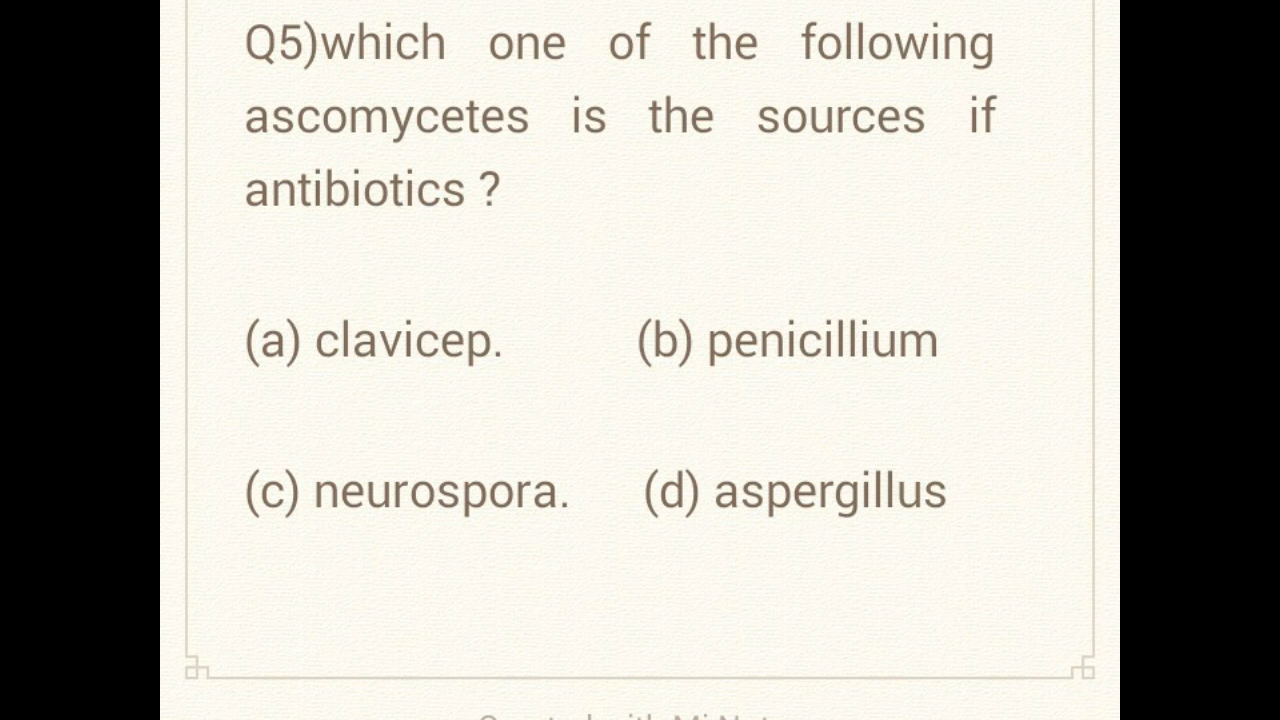 Q5)which one of the following
ascomycetes is the sources if
antibiotics ?
(a) clavicep. (b) penicillium
(c) neurospora. (d) aspergillus